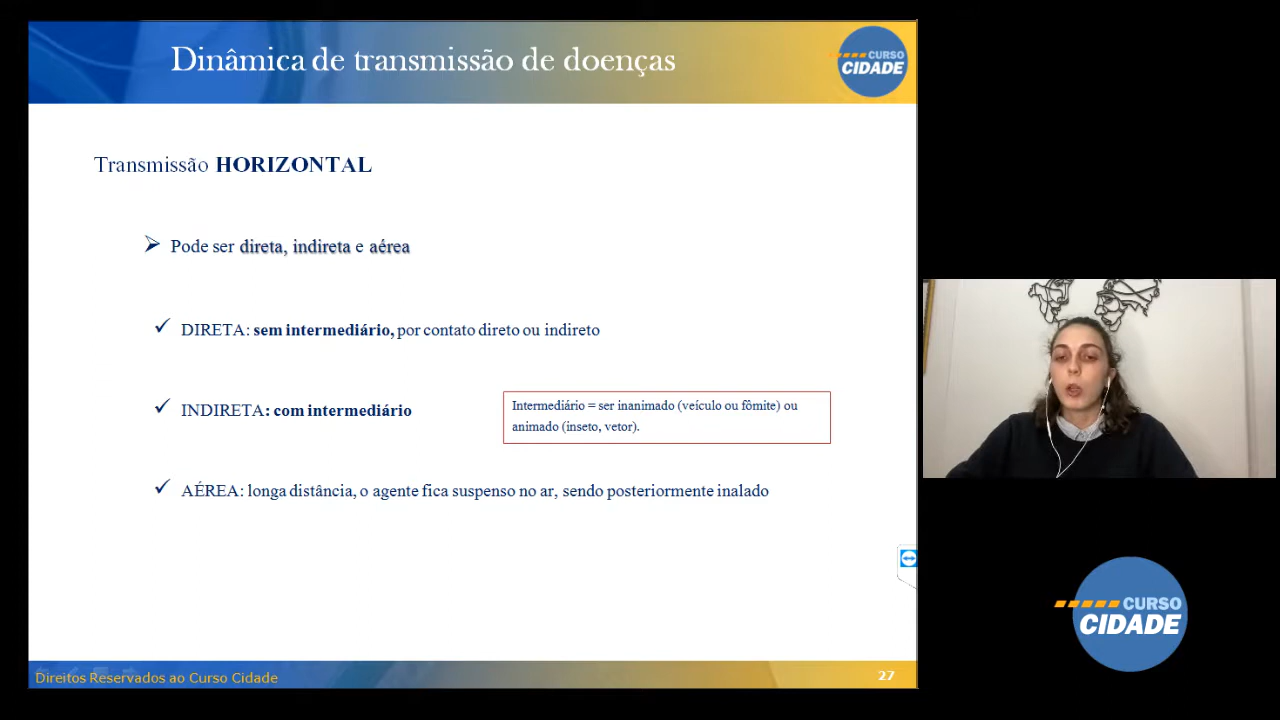 Dinâmica de transmissão de doenças
CURSO
CIDADE
Transmissão HORIZONTAL
Pode ser direta, indireta e aérea
DIRETA: sem intermediário, por contato direto ou indireto
INDIRETA: com intermediário
Intermediário = ser inanimado (veículo ou fômite) ou
animado (inseto, vetor).
AÉREA: longa distância, o agente fica suspenso no ar, sendo posteriormente inalado
CURSO
CIDADE
Direitos Reservados ao Curso Cidade
27